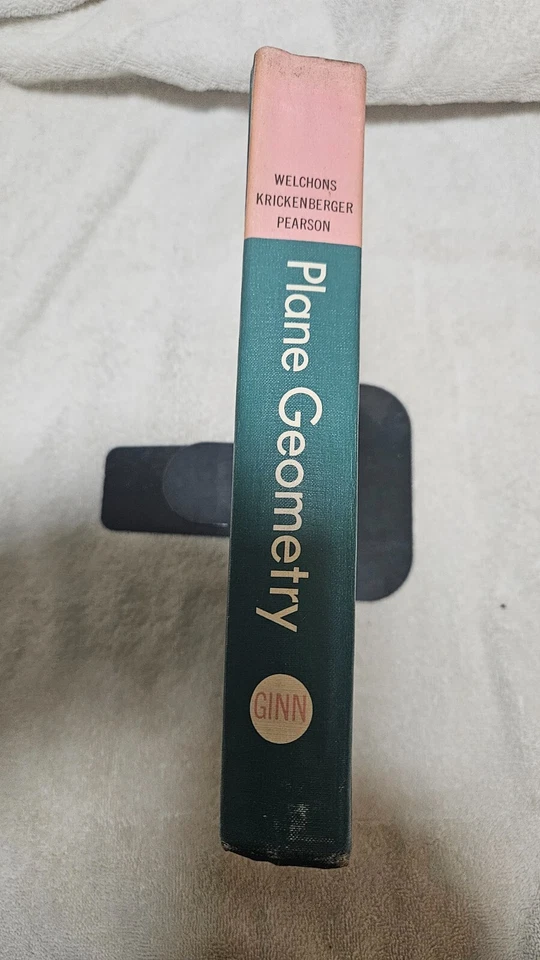 WELCHONS
KRICKENBERGER
PEARSON
Plane Geometry
GINN